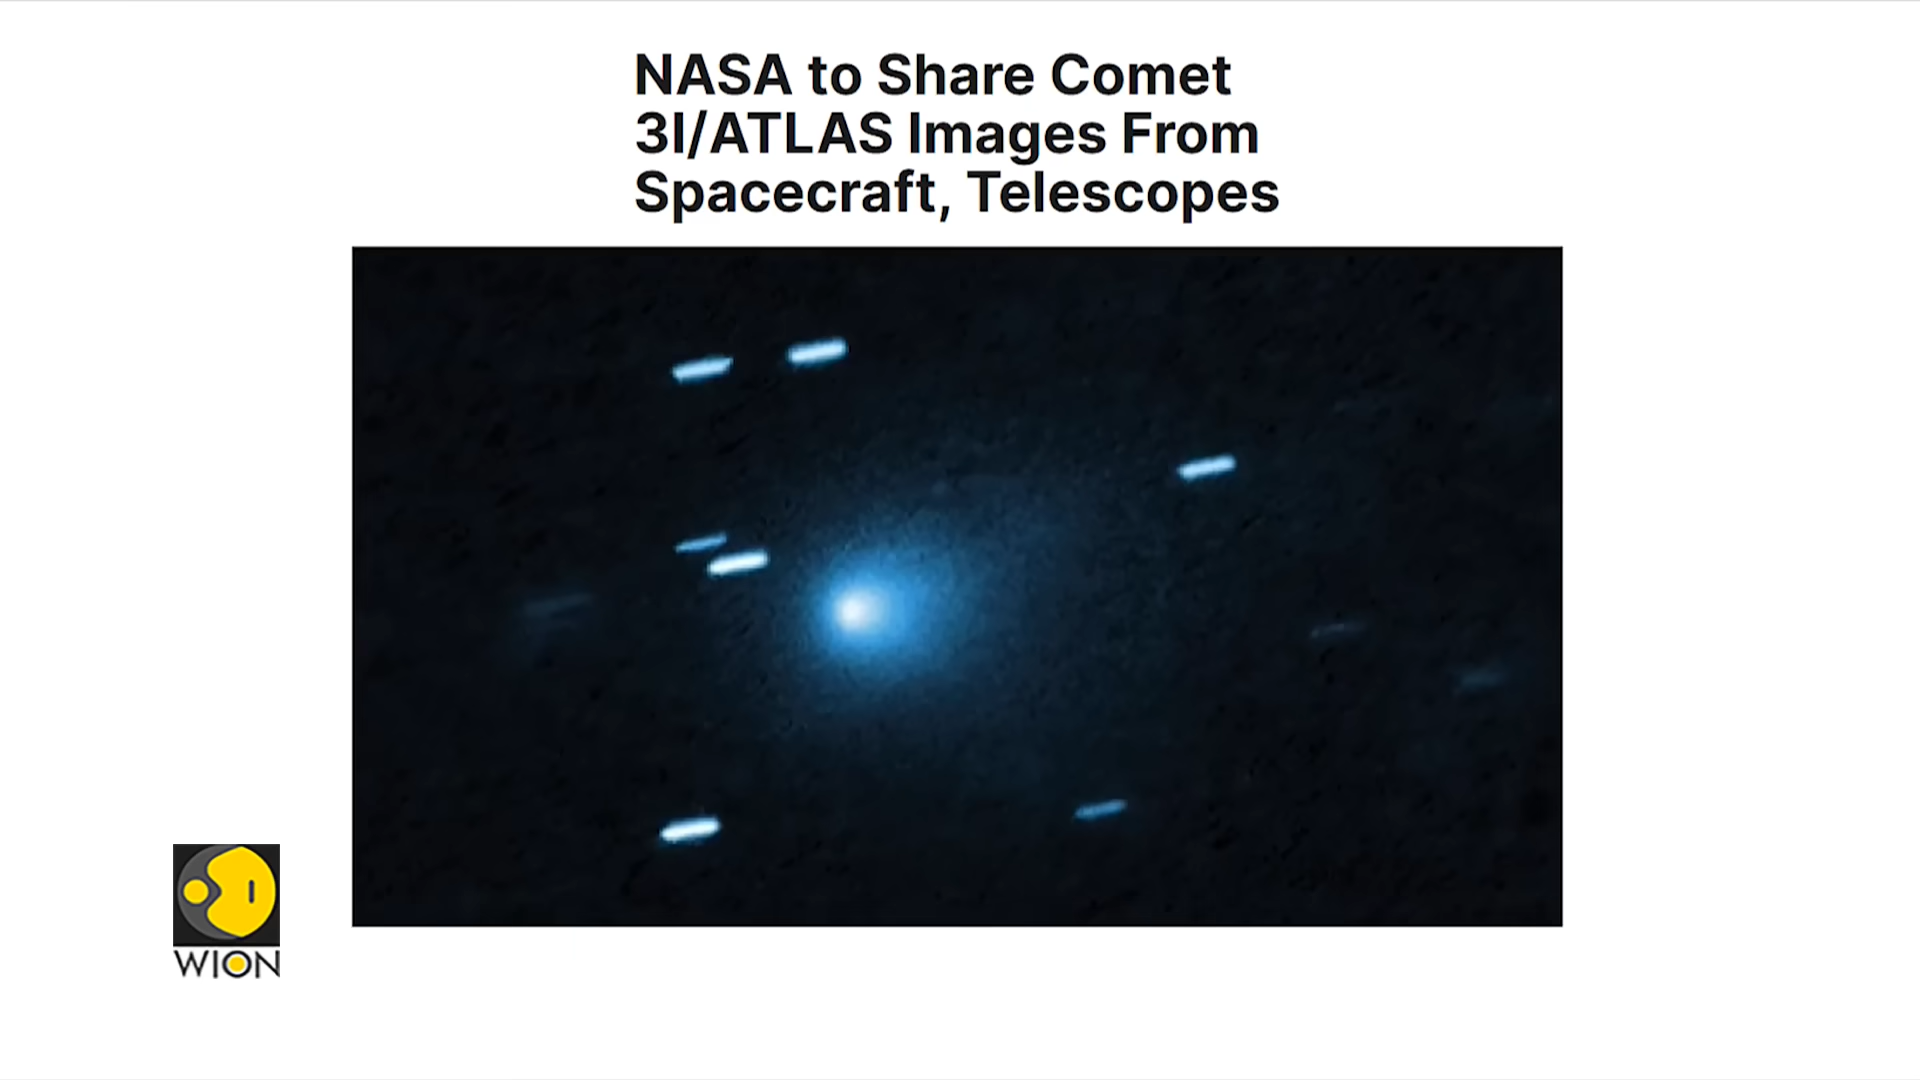 NASA to Share Comet
3I/ATLAS Images From
Spacecraft, Telescopes
WION